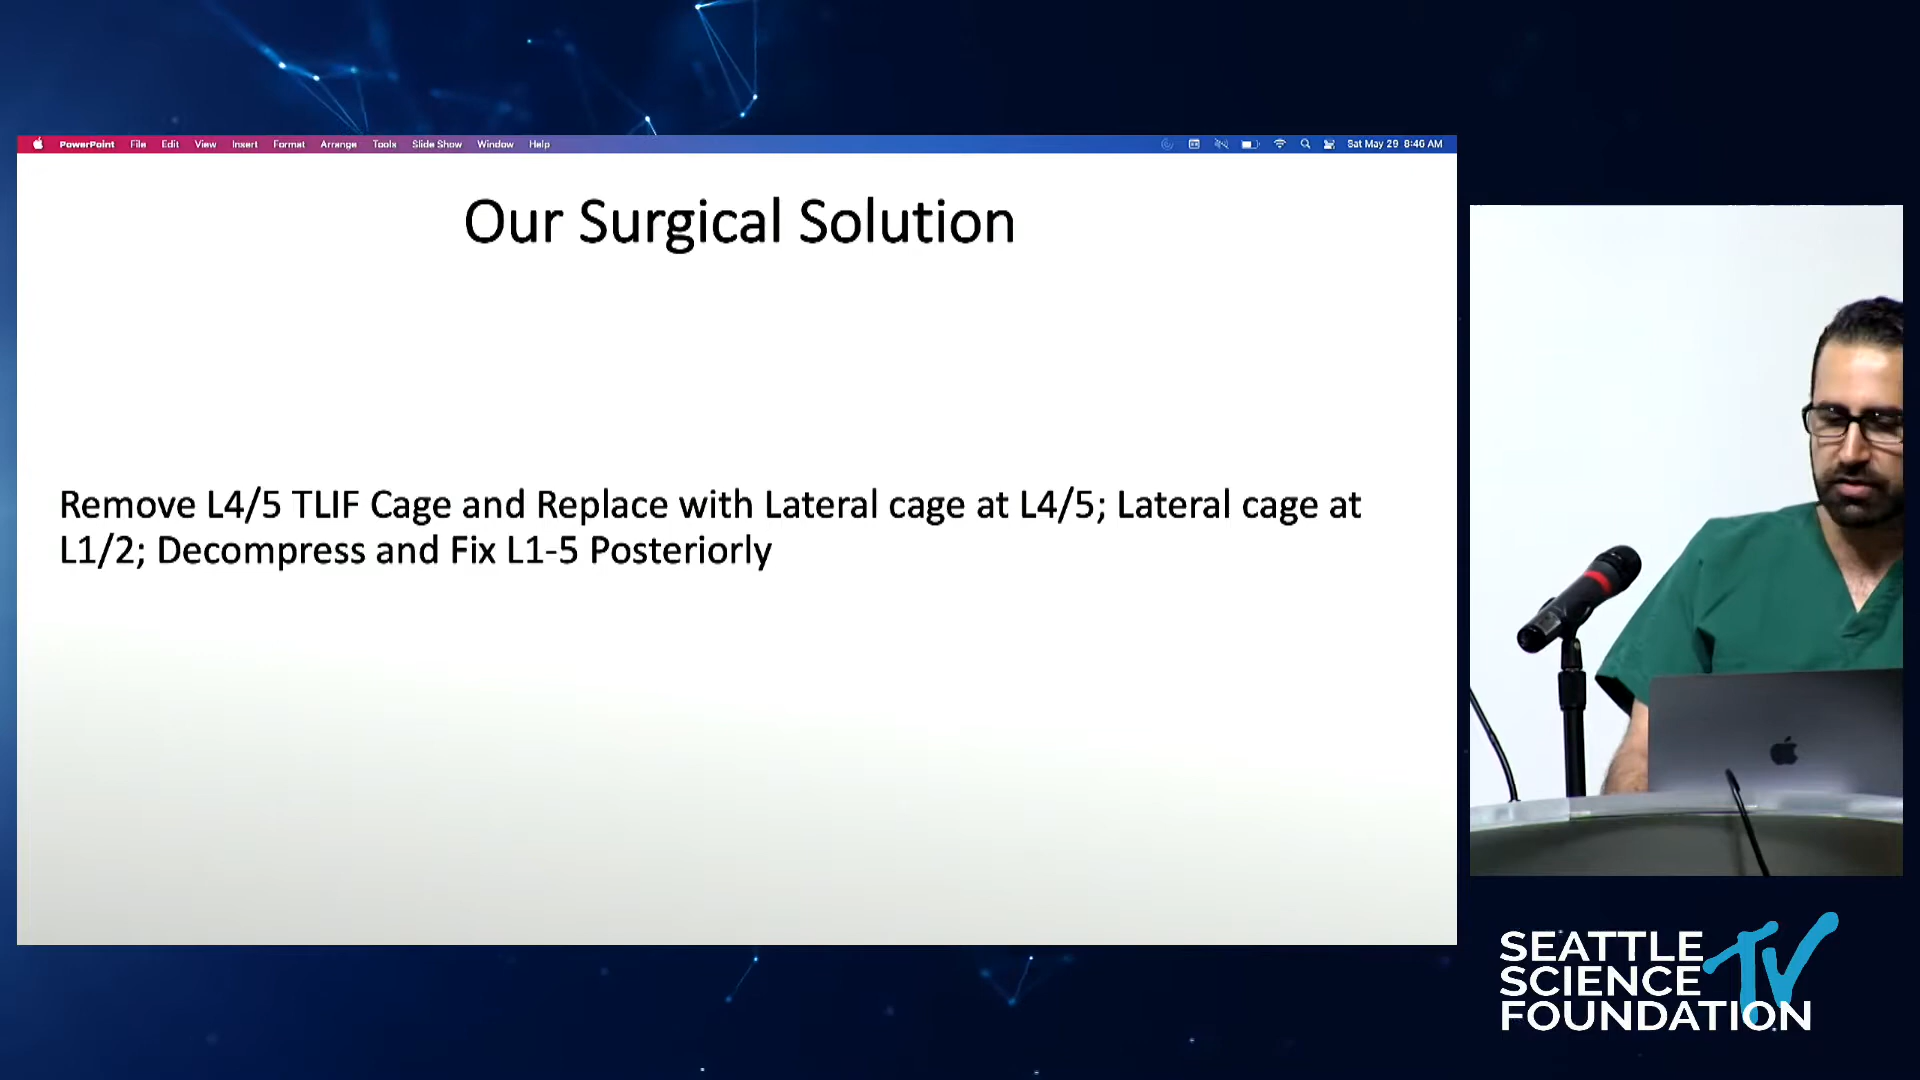 PowerPoint File Edit View Insert Format Arrange Tools Slide Show Window Help Sat May 29 8:46 AM
Our Surgical Solution
Remove L4/5 TLIF Cage and Replace with Lateral cage at L4/5; Lateral cage at
L1/2; Decompress and Fix L1-5 Posteriorly
SEATTLE
SCIENCE
FOUNDATION
TV